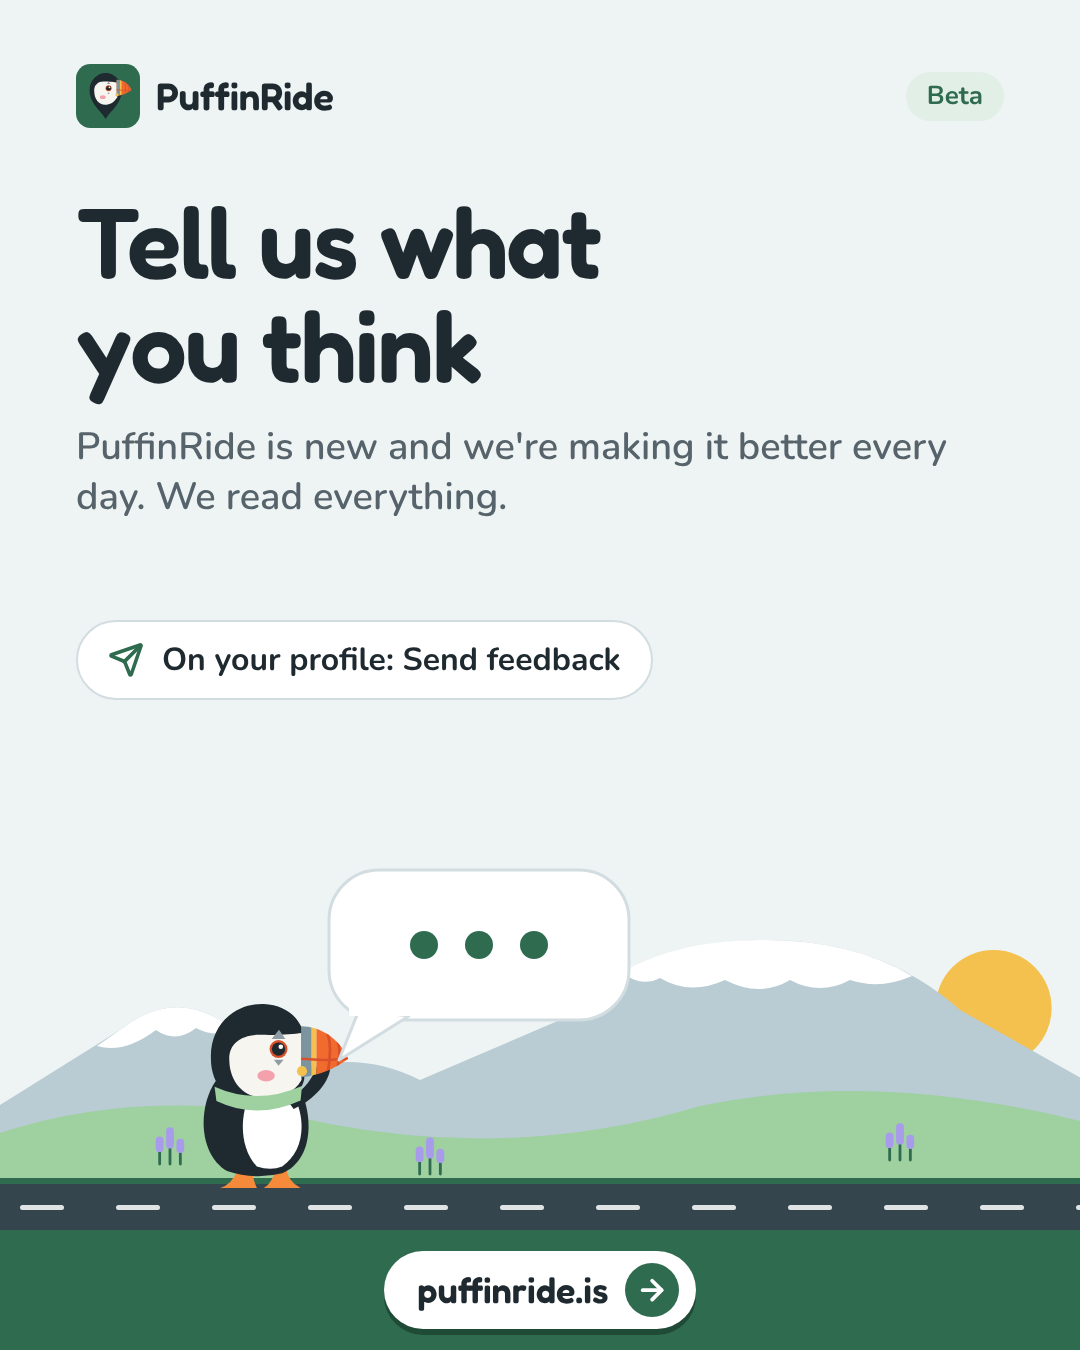 PuffinRide
Beta
Tell us what
you think
PuffinRide is new and we're making it better every
day. We read everything.
On your profile: Send feedback
puffinride.is